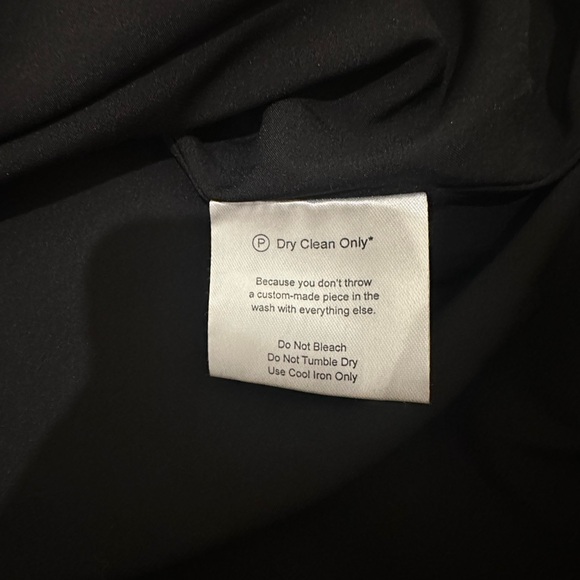 Ⓟ Dry Clean Only*
Because you don't throw
a custom-made piece in the
wash with everything else.
Do Not Bleach
Do Not Tumble Dry
Use Cool Iron Only